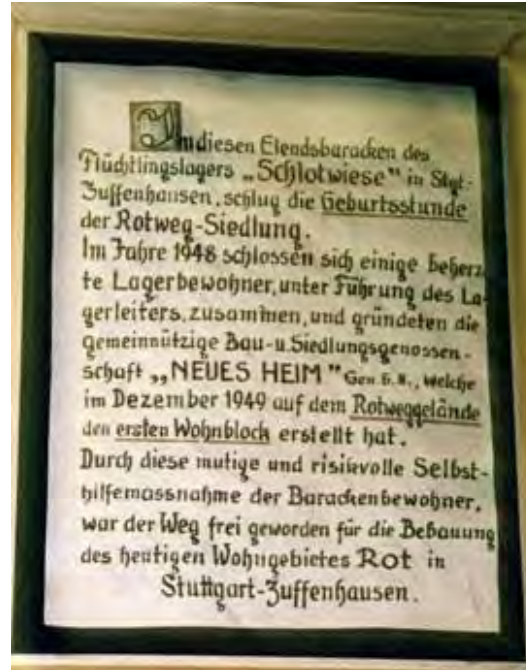 In diesen Elendsbaracken des
Flüchtlingslagers „Schlotwiese" in Stgt-
Zuffenhausen, schlug die Geburtsstunde
der Rotweg-Siedlung.
Im Jahre 1948 schlossen sich einige beherz-
te Lagerbewohner, unter Führung des La-
gerleiters, zusammen, und gründeten die
gemeinnützige Bau- u. Siedlungsgenossen-
schaft „NEUES HEIM" Gen., welche
im Dezember 1949 auf dem Rotweggelände
den ersten Wohnblock erstellt hat.
Durch diese mutige und risikvolle Selbst-
hilfemassnahme der Barackenbewohner,
war der Weg frei geworden für die Bebauung
des heutigen Wohngebietes Rot in
Stuttgart-Zuffenhausen.